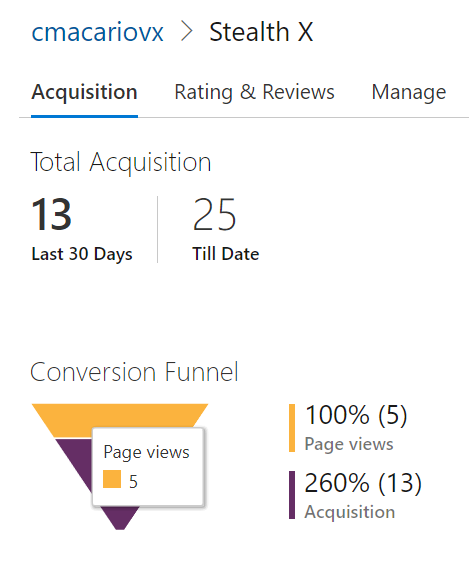 cmacariovx > Stealth X
Acquisition Rating & Reviews Manage
Total Acquisition
13 25
Last 30 Days Till Date
Conversion Funnel
100% (5)
Page views
Page views
5
260% (13)
Acquisition